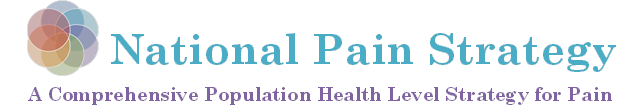 National Pain Strategy
A Comprehensive Population Health Level Strategy for Pain